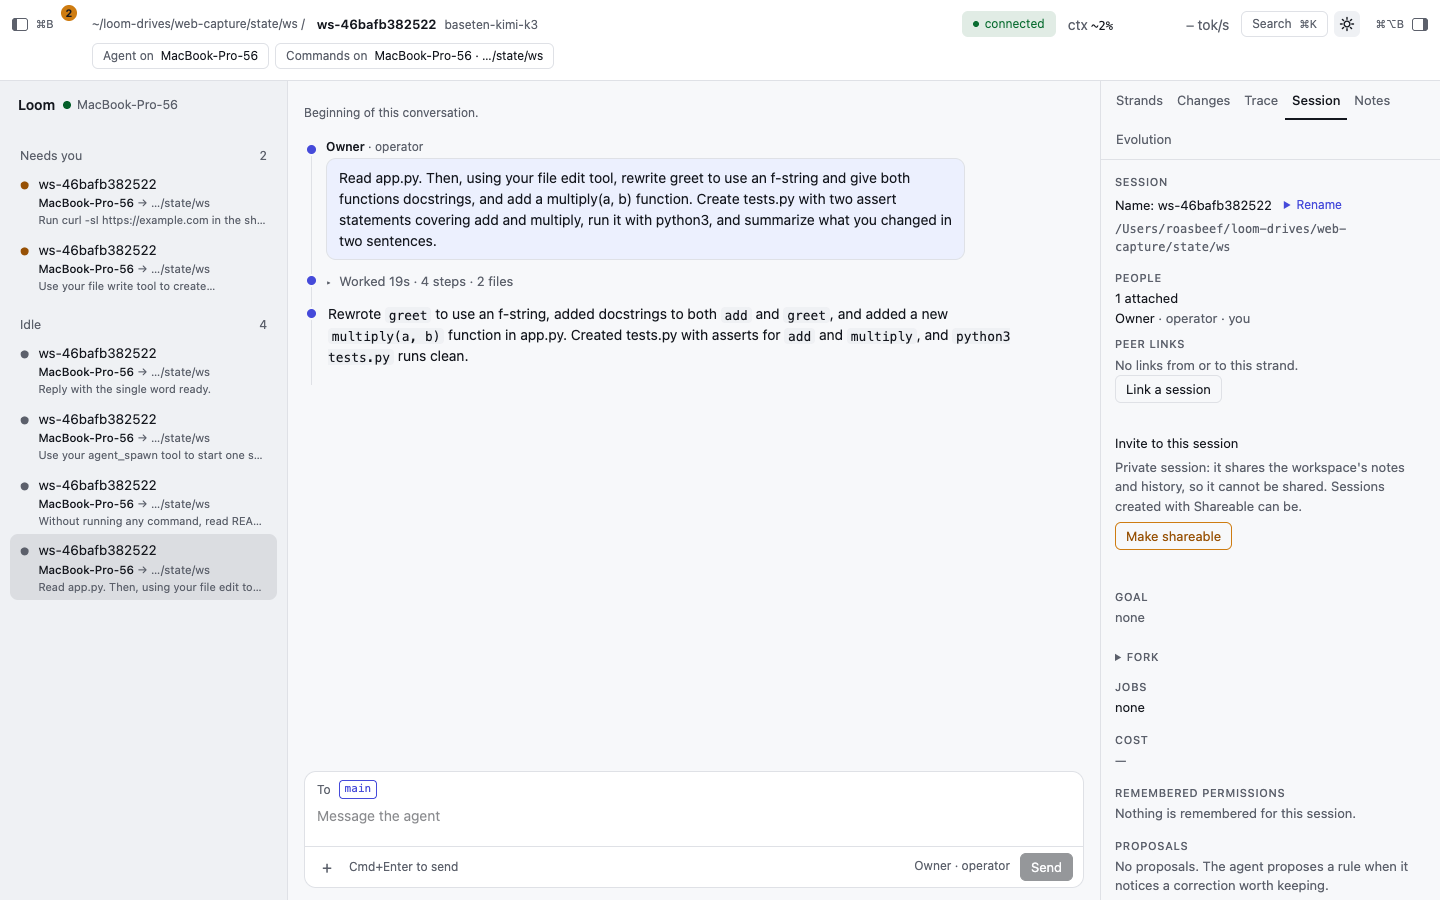 ⌘B
2
~/loom-drives/web-capture/state/ws / ws-46bafb382522 baseten-kimi-k3
connected
ctx ~2%
– tok/s
Search ⌘K
⌘⌥B
Agent on MacBook-Pro-56
Commands on MacBook-Pro-56 · …/state/ws
Loom MacBook-Pro-56
Needs you 2
ws-46bafb382522
MacBook-Pro-56 → …/state/ws
Run curl -sI https://example.com in the sh…
ws-46bafb382522
MacBook-Pro-56 → …/state/ws
Use your file write tool to create…
Idle 4
ws-46bafb382522
MacBook-Pro-56 → …/state/ws
Reply with the single word ready.
ws-46bafb382522
MacBook-Pro-56 → …/state/ws
Use your agent_spawn tool to start one s…
ws-46bafb382522
MacBook-Pro-56 → …/state/ws
Without running any command, read REA…
ws-46bafb382522
MacBook-Pro-56 → …/state/ws
Read app.py. Then, using your file edit to…
Beginning of this conversation.
Owner · operator
Read app.py. Then, using your file edit tool, rewrite greet to use an f-string and give both
functions docstrings, and add a multiply(a, b) function. Create tests.py with two assert
statements covering add and multiply, run it with python3, and summarize what you changed in
two sentences.
Worked 19s · 4 steps · 2 files
Rewrote greet to use an f-string, added docstrings to both add and greet, and added a new
multiply(a, b) function in app.py. Created tests.py with asserts for add and multiply, and python3
tests.py runs clean.
To main
Message the agent
+ Cmd+Enter to send
Owner · operator
Send
Strands Changes Trace Session Notes
Evolution
SESSION
Name: ws-46bafb382522 ▶ Rename
/Users/roasbeef/loom-drives/web-
capture/state/ws
PEOPLE
1 attached
Owner · operator · you
PEER LINKS
No links from or to this strand.
Link a session
Invite to this session
Private session: it shares the workspace's notes
and history, so it cannot be shared. Sessions
created with Shareable can be.
Make shareable
GOAL
none
▶ FORK
JOBS
none
COST
—
REMEMBERED PERMISSIONS
Nothing is remembered for this session.
PROPOSALS
No proposals. The agent proposes a rule when it
notices a correction worth keeping.